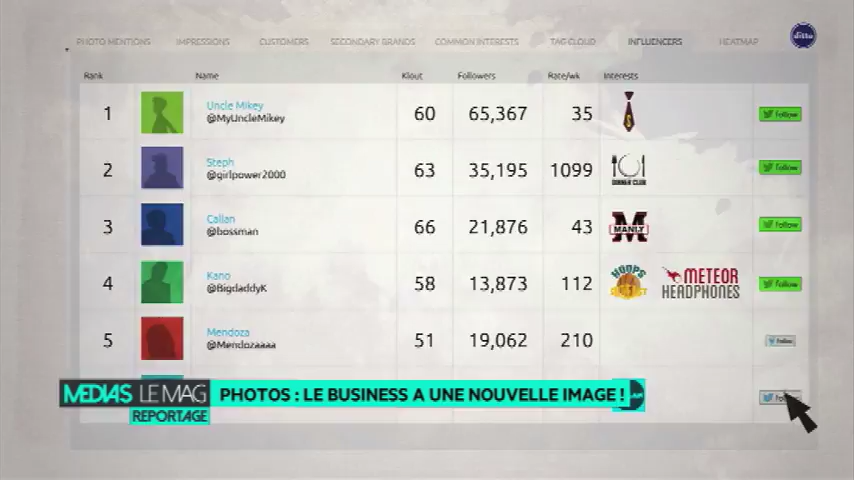 PHOTO MENTIONS IMPRESSIONS CUSTOMERS SECONDARY BRANDS COMMON INTERESTS TAG CLOUD INFLUENCERS HEATMAP ditto
Rank Name Klout Followers Rate/wk Interests
1 Uncle Mikey @MyUncleMikey 60 65,367 35 Follow
2 Steph @girlpower2000 63 35,195 1099 DINNER CLUB Follow
3 Callan @bossman 66 21,876 43 M MANLY Follow
4 Kano @BigdaddyK 58 13,873 112 HOOPS METEOR HEADPHONES Follow
5 Mendoza @Mendozaaaa 51 19,062 210 Follow
MEDIAS LE MAG PHOTOS : LE BUSINESS A UNE NOUVELLE IMAGE !
REPORTAGE